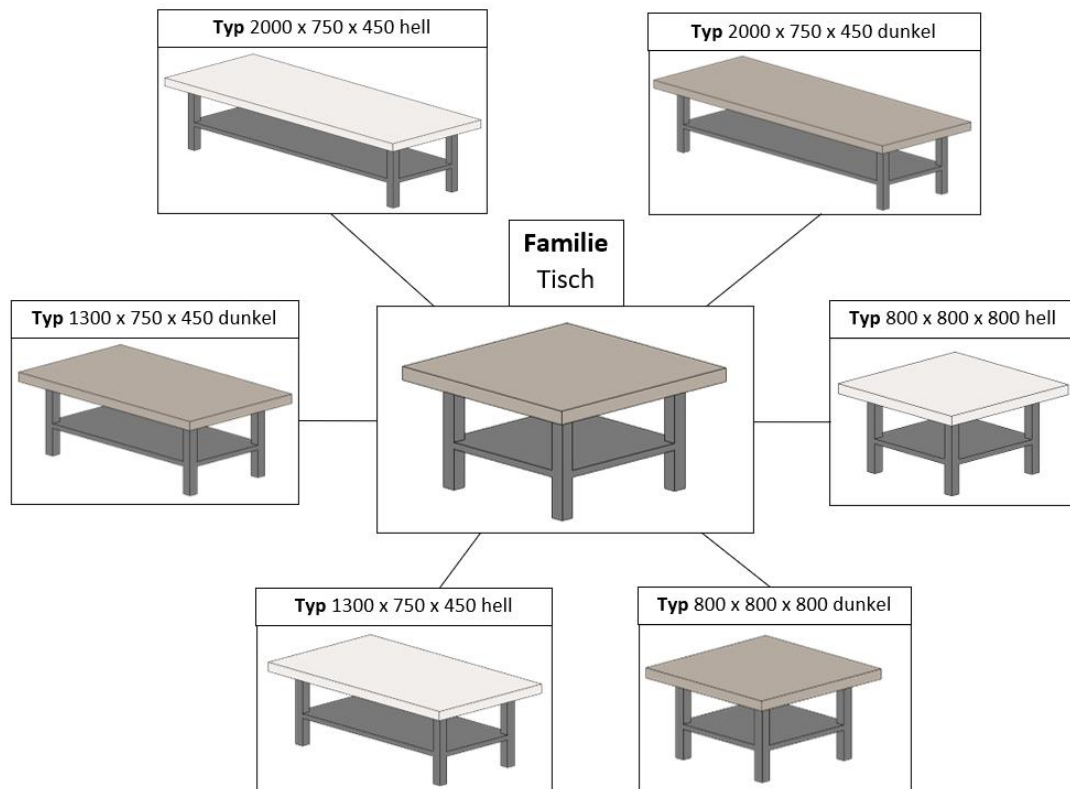 Typ 2000 x 750 x 450 hell
Typ 2000 x 750 x 450 dunkel
Familie
Tisch
Typ 1300 x 750 x 450 dunkel
Typ 800 x 800 x 800 hell
Typ 1300 x 750 x 450 hell
Typ 800 x 800 x 800 dunkel